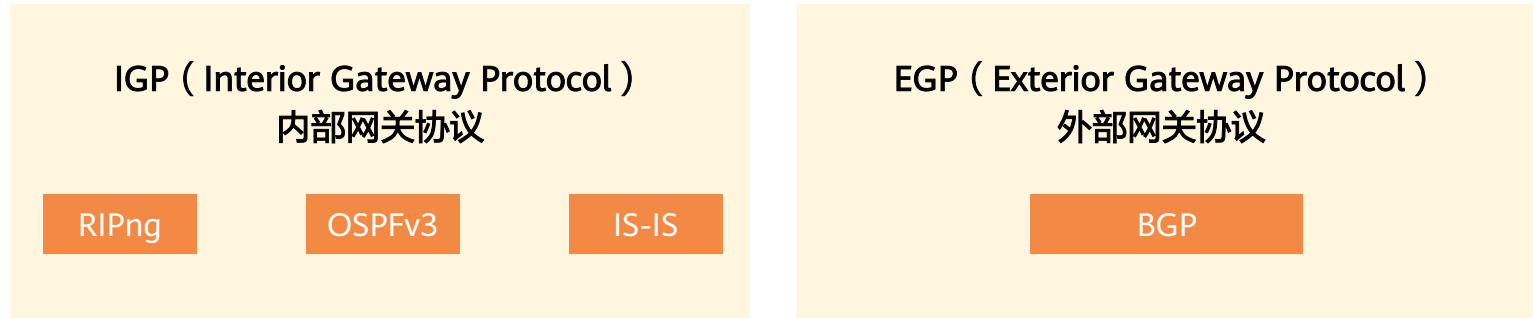 IGP（Interior Gateway Protocol）
内部网关协议
RIPng
OSPFv3
IS-IS
EGP（Exterior Gateway Protocol）
外部网关协议
BGP